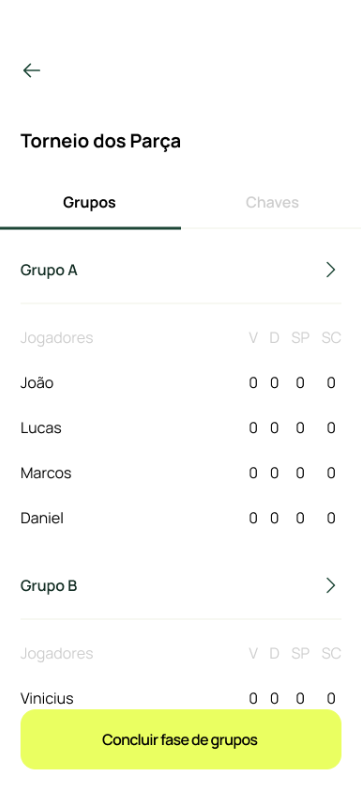 Torneio dos Parça
Grupos Chaves
Grupo A
Jogadores V D SP SC
João 0 0 0 0
Lucas 0 0 0 0
Marcos 0 0 0 0
Daniel 0 0 0 0
Grupo B
Jogadores V D SP SC
Vinicius 0 0 0 0
Concluir fase de grupos